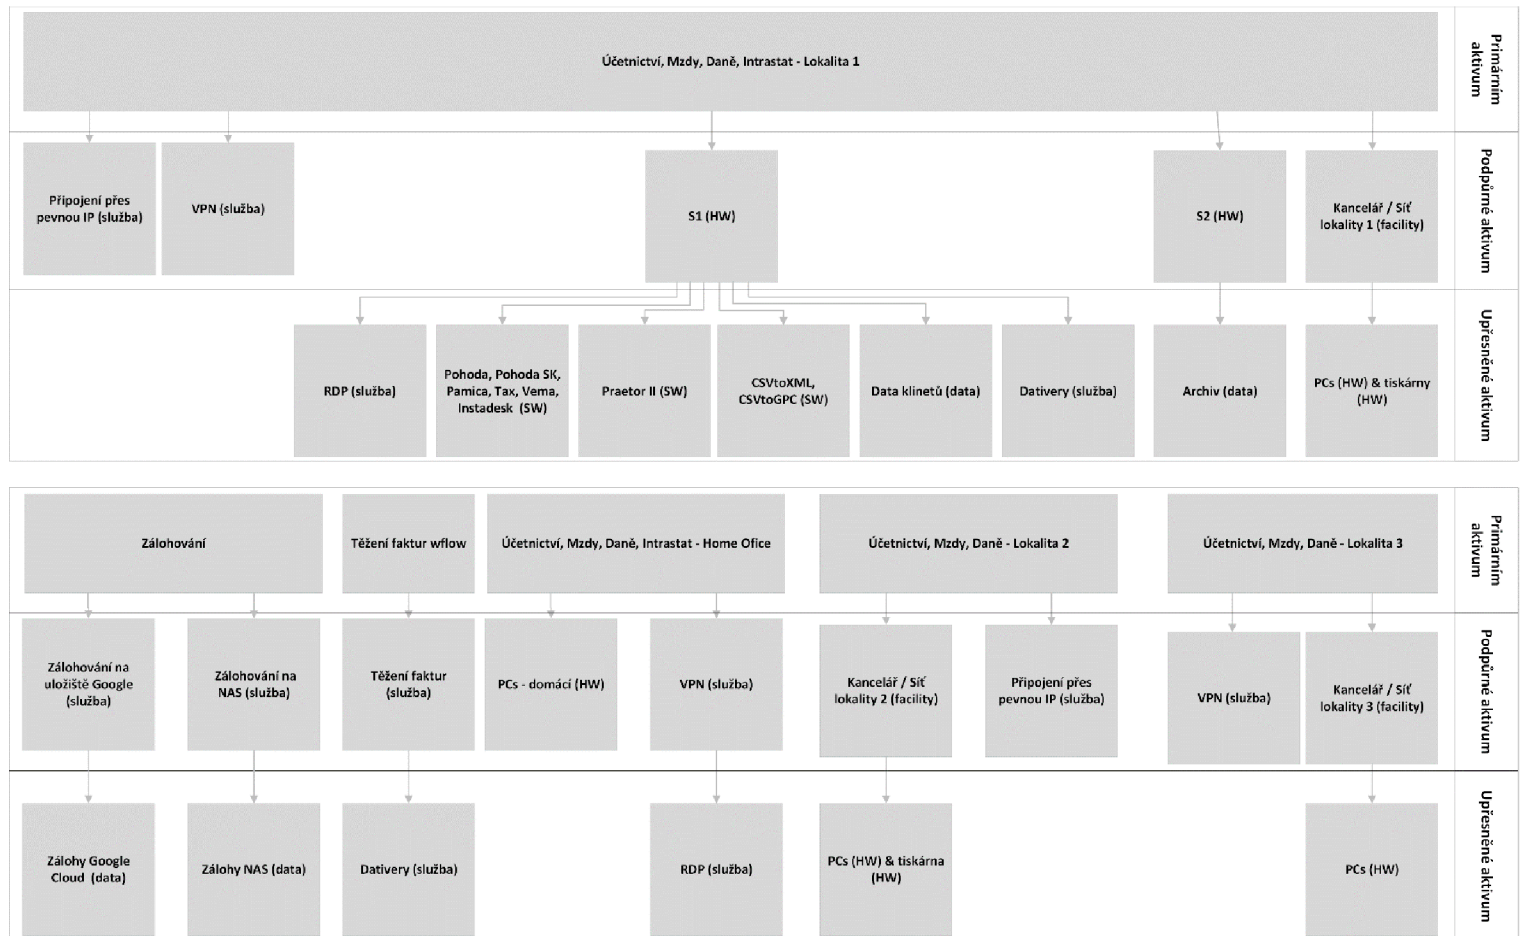 Účetnictví, Mzdy, Daně, Intrastat - Lokalita 1
Primárním
aktivum
Připojení přes
pevnou IP (služba)
VPN (služba)
S1 (HW)
S2 (HW)
Kancelář / Síť
lokality 1 (facility)
Podpůrné aktivum
RDP (služba)
Pohoda, Pohoda SK,
Pamica, Tax, Vema,
Instadesk (SW)
Praetor II (SW)
CSVtoXML,
CSVtoGPC (SW)
Data klinetů (data)
Dativery (služba)
Archiv (data)
PCs (HW) & tiskárny
(HW)
Upřesněné aktivum
Zálohování
Těžení faktur wflow
Účetnictví, Mzdy, Daně, Intrastat - Home Ofice
Účetnictví, Mzdy, Daně - Lokalita 2
Účetnictví, Mzdy, Daně - Lokalita 3
Primárním
aktivum
Zálohování na
uložiště Google
(služba)
Zálohování na
NAS (služba)
Těžení faktur
(služba)
PCs - domácí (HW)
VPN (služba)
Kancelář / Síť
lokality 2 (facility)
Připojení přes
pevnou IP (služba)
VPN (služba)
Kancelář / Síť
lokality 3 (facility)
Podpůrné aktivum
Zálohy Google
Cloud (data)
Zálohy NAS (data)
Dativery (služba)
RDP (služba)
PCs (HW) & tiskárna
(HW)
PCs (HW)
Upřesněné aktivum